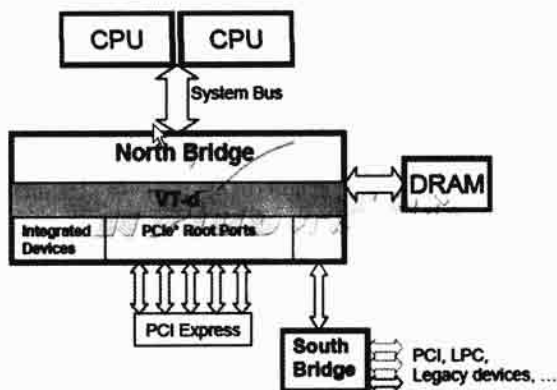 CPU CPU
System Bus
North Bridge
VT-d
DRAM
Integrated
Devices
PCIe* Root Ports
PCI Express
South
Bridge
PCI, LPC,
Legacy devices, ...